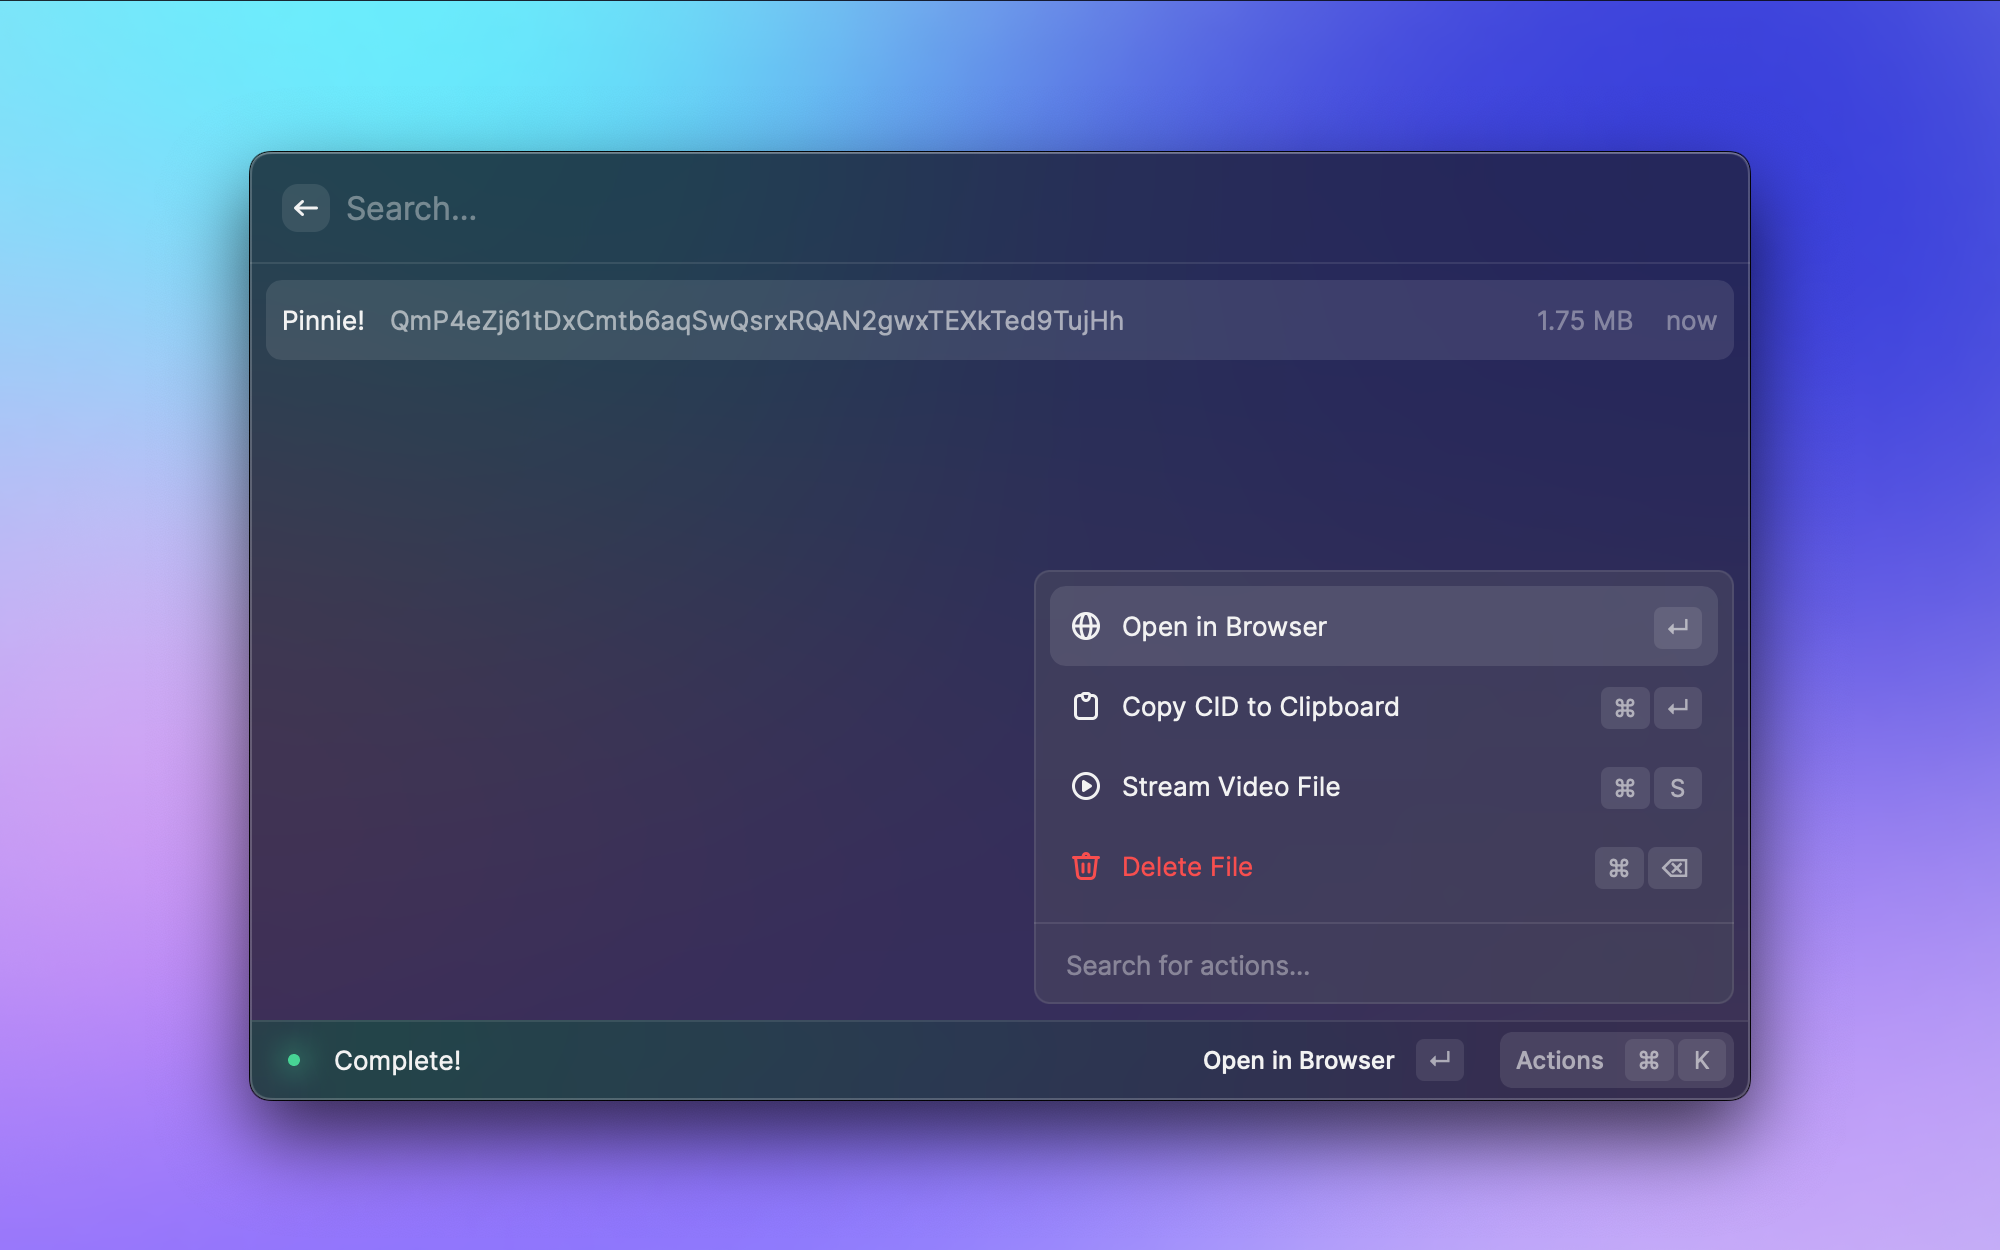 Search...
Pinnie! QmP4eZj61tDxCmtb6aqSwQsrxRQAN2gwxTEXkTed9TujHh 1.75 MB now
Open in Browser ↵
Copy CID to Clipboard ⌘ ↵
Stream Video File ⌘ S
Delete File ⌘ ⌫
Search for actions...
Complete! Open in Browser ↵ Actions ⌘ K